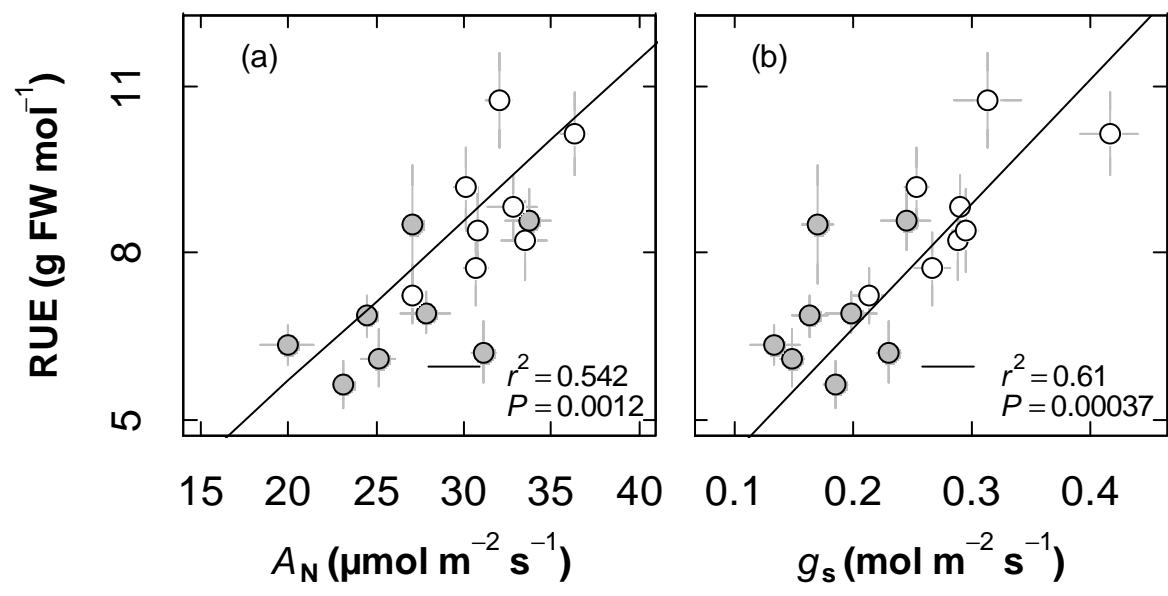 RUE (g FW mol⁻¹)
11
8
5
(a)
r² = 0.542
P = 0.0012
15 20 25 30 35 40
A_N (µmol m⁻² s⁻¹)
(b)
r² = 0.61
P = 0.00037
0.1 0.2 0.3 0.4
g_s (mol m⁻² s⁻¹)